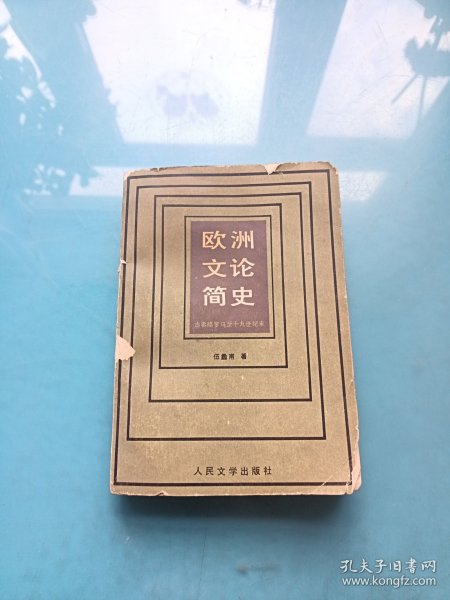 欧洲
文论
简史
古希腊罗马至十九世纪末
伍蠡甫 著
人民文学出版社
孔夫子旧书网
www.kongfz.com